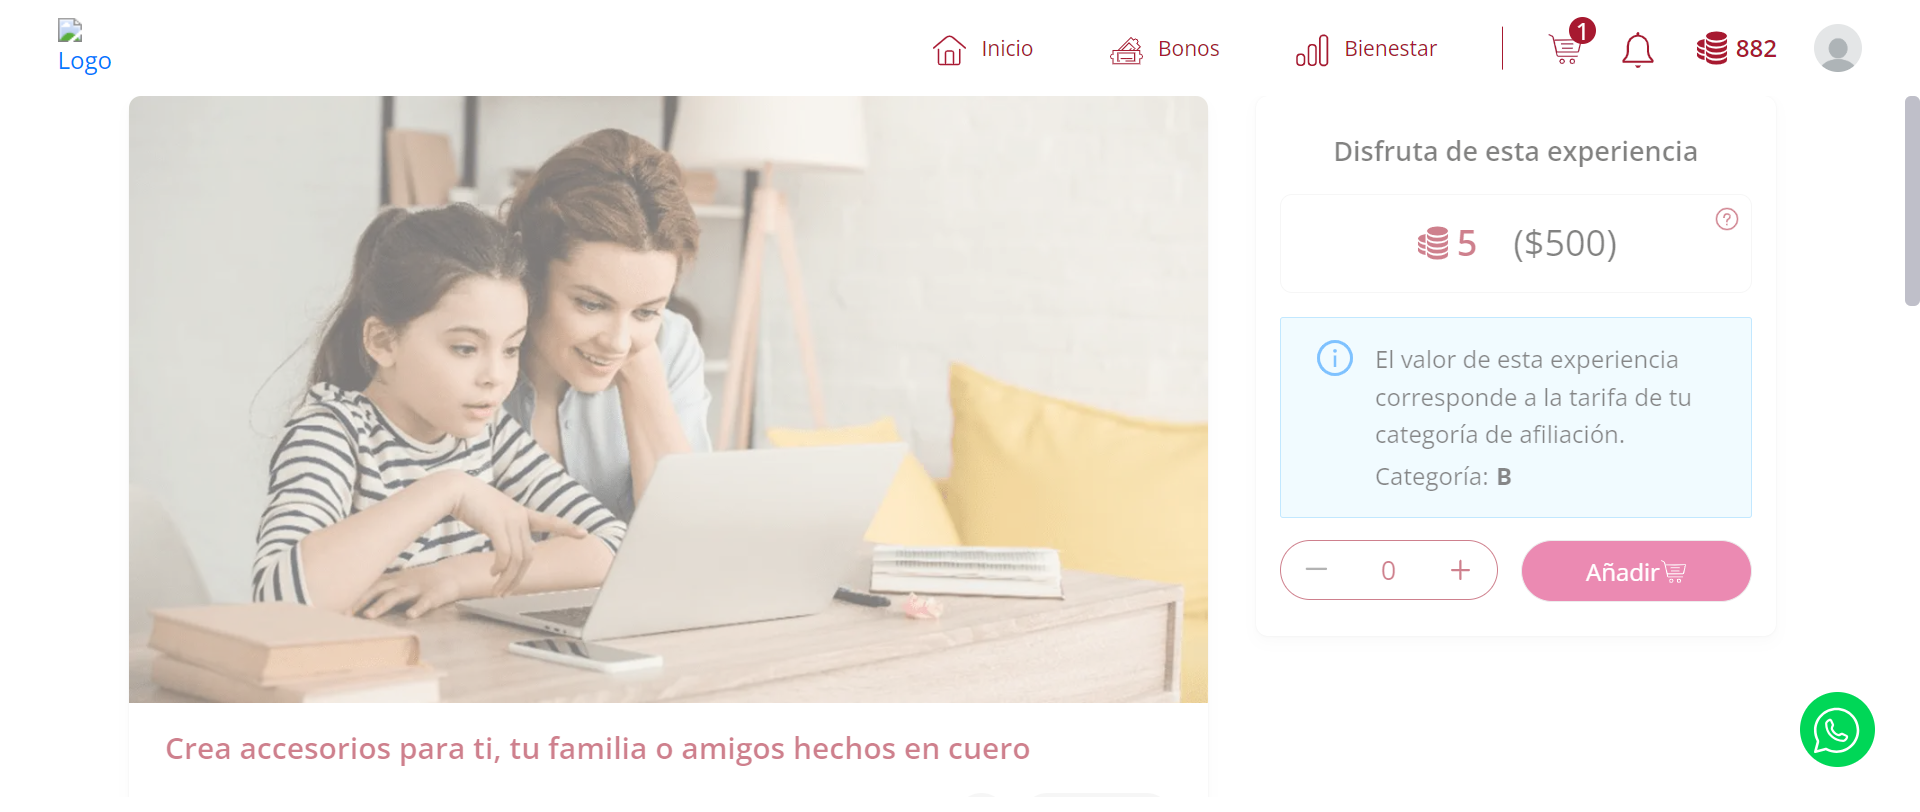 Logo
Inicio
Bonos
Bienestar
1
882
Disfruta de esta experiencia
5 ($500)
?
El valor de esta experiencia
corresponde a la tarifa de tu
categoría de afiliación.
Categoría: B
− 0 +
Añadir
Crea accesorios para ti, tu familia o amigos hechos en cuero